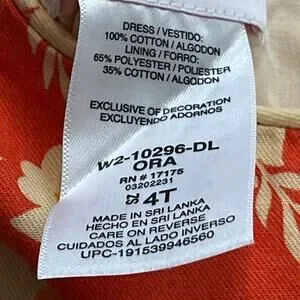 DRESS / VESTIDO:
100% COTTON / ALGODON
LINING / FORRO:
65% POLYESTER / POLYESTER
35% COTTON / ALGODON
EXCLUSIVE OF DECORATION
EXCLUYENDO ADORNOS
W2-10296-DL
ORA
RN # 17175
03202231
4T
MADE IN SRI LANKA
HECHO EN SRI LANKA
CARE ON REVERSE
CUIDADOS AL LADO INVERSO
UPC-191539946560